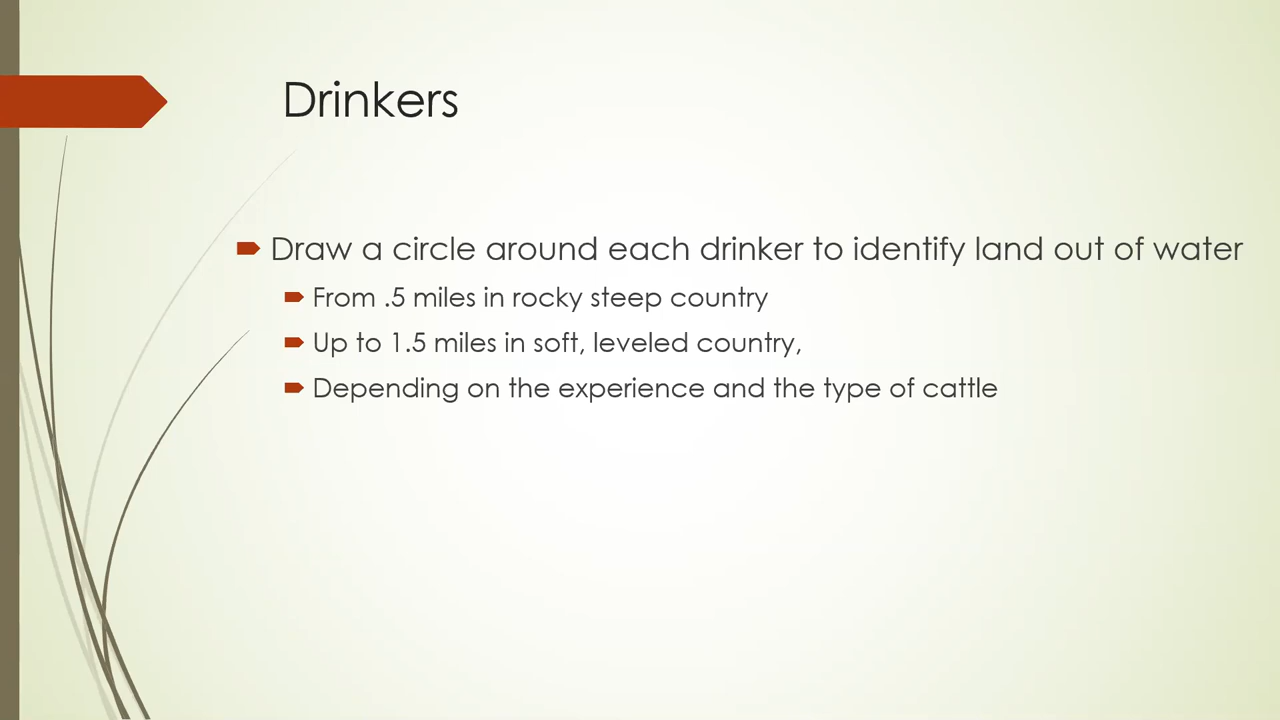 Drinkers
Draw a circle around each drinker to identify land out of water
From .5 miles in rocky steep country
Up to 1.5 miles in soft, leveled country,
Depending on the experience and the type of cattle